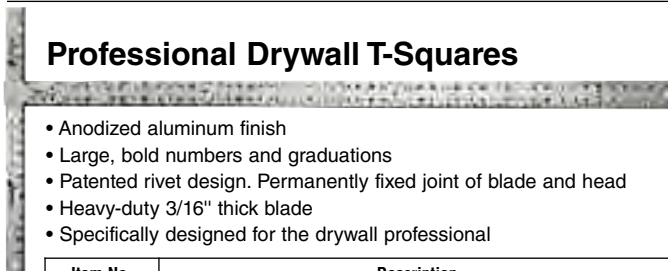 Professional Drywall T-Squares
• Anodized aluminum finish
• Large, bold numbers and graduations
• Patented rivet design. Permanently fixed joint of blade and head
• Heavy-duty 3/16" thick blade
• Specifically designed for the drywall professional
Item No. Description